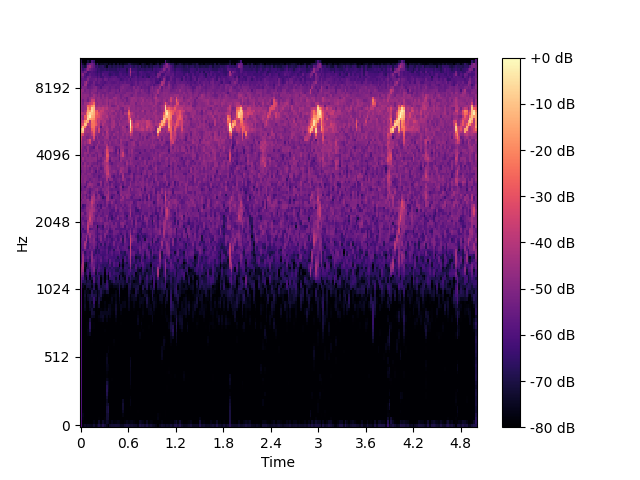 8192
4096
2048
1024
512
0
Hz
0 0.6 1.2 1.8 2.4 3 3.6 4.2 4.8
Time
+0 dB
-10 dB
-20 dB
-30 dB
-40 dB
-50 dB
-60 dB
-70 dB
-80 dB